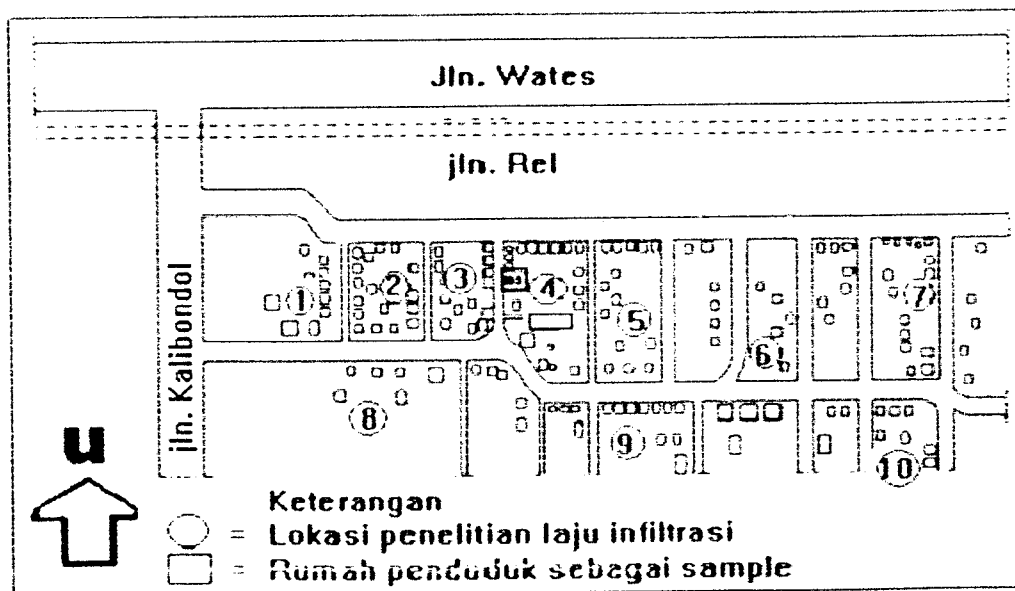 Jln. Wates
jln. Rel
jln. Kalibondol
1
2
3
4
5
6
7
8
9
10
u
Keterangan
= Lokasi penelitian laju infiltrasi
= Rumah penduduk sebagai sample